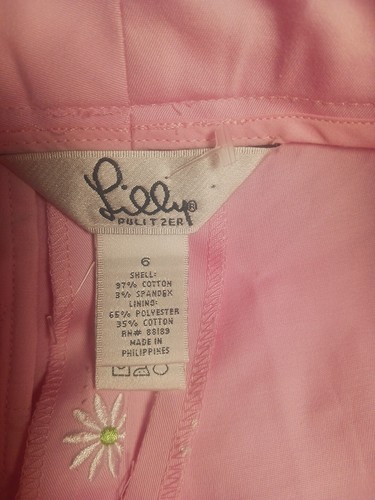 Lilly®
PULITZER
6
SHELL:
97% COTTON
3% SPANDEX
LINING:
65% POLYESTER
35% COTTON
RN# 88189
MADE IN
PHILIPPINES